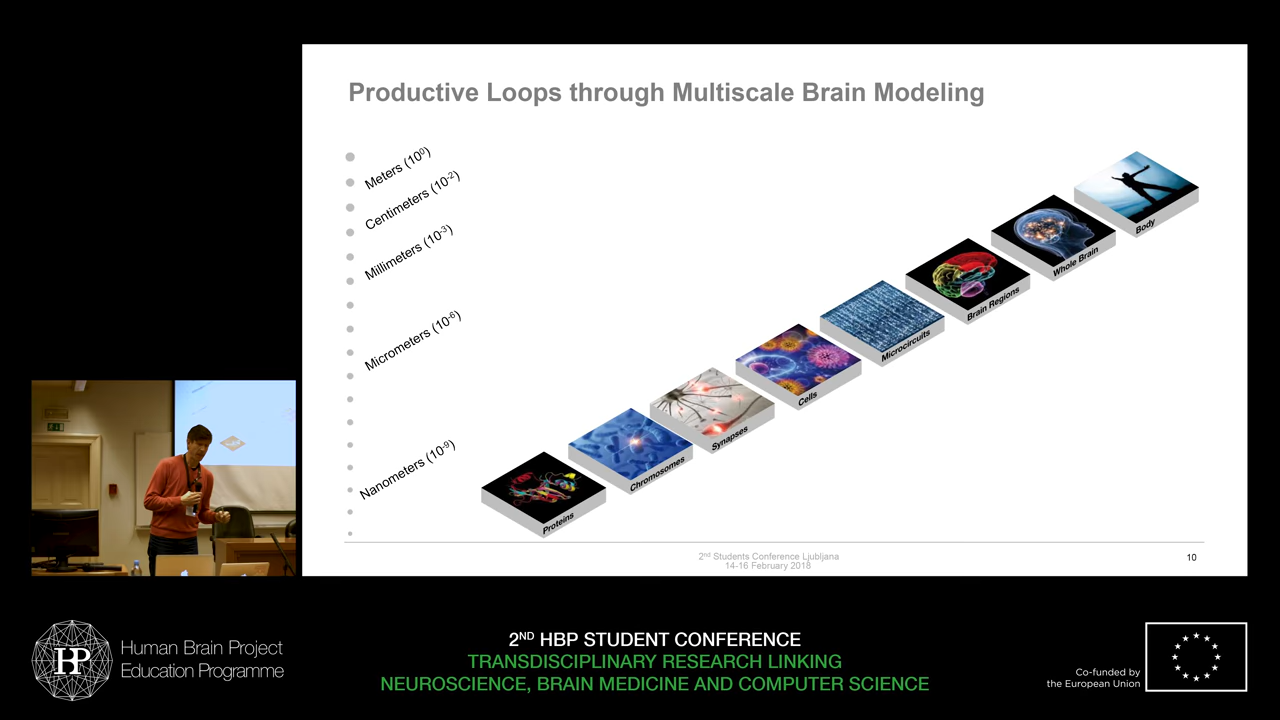 Productive Loops through Multiscale Brain Modeling
Meters (10⁰)
Centimeters (10⁻²)
Millimeters (10⁻³)
Micrometers (10⁻⁶)
Nanometers (10⁻⁹)
Body
Whole Brain
Brain Regions
Microcircuits
Cells
Synapses
Chromosomes
Proteins
2nd Students Conference Ljubljana
14-16 February 2018
10
HBP
Human Brain Project
Education Programme
2ND HBP STUDENT CONFERENCE
TRANSDISCIPLINARY RESEARCH LINKING
NEUROSCIENCE, BRAIN MEDICINE AND COMPUTER SCIENCE
Co-funded by
the European Union